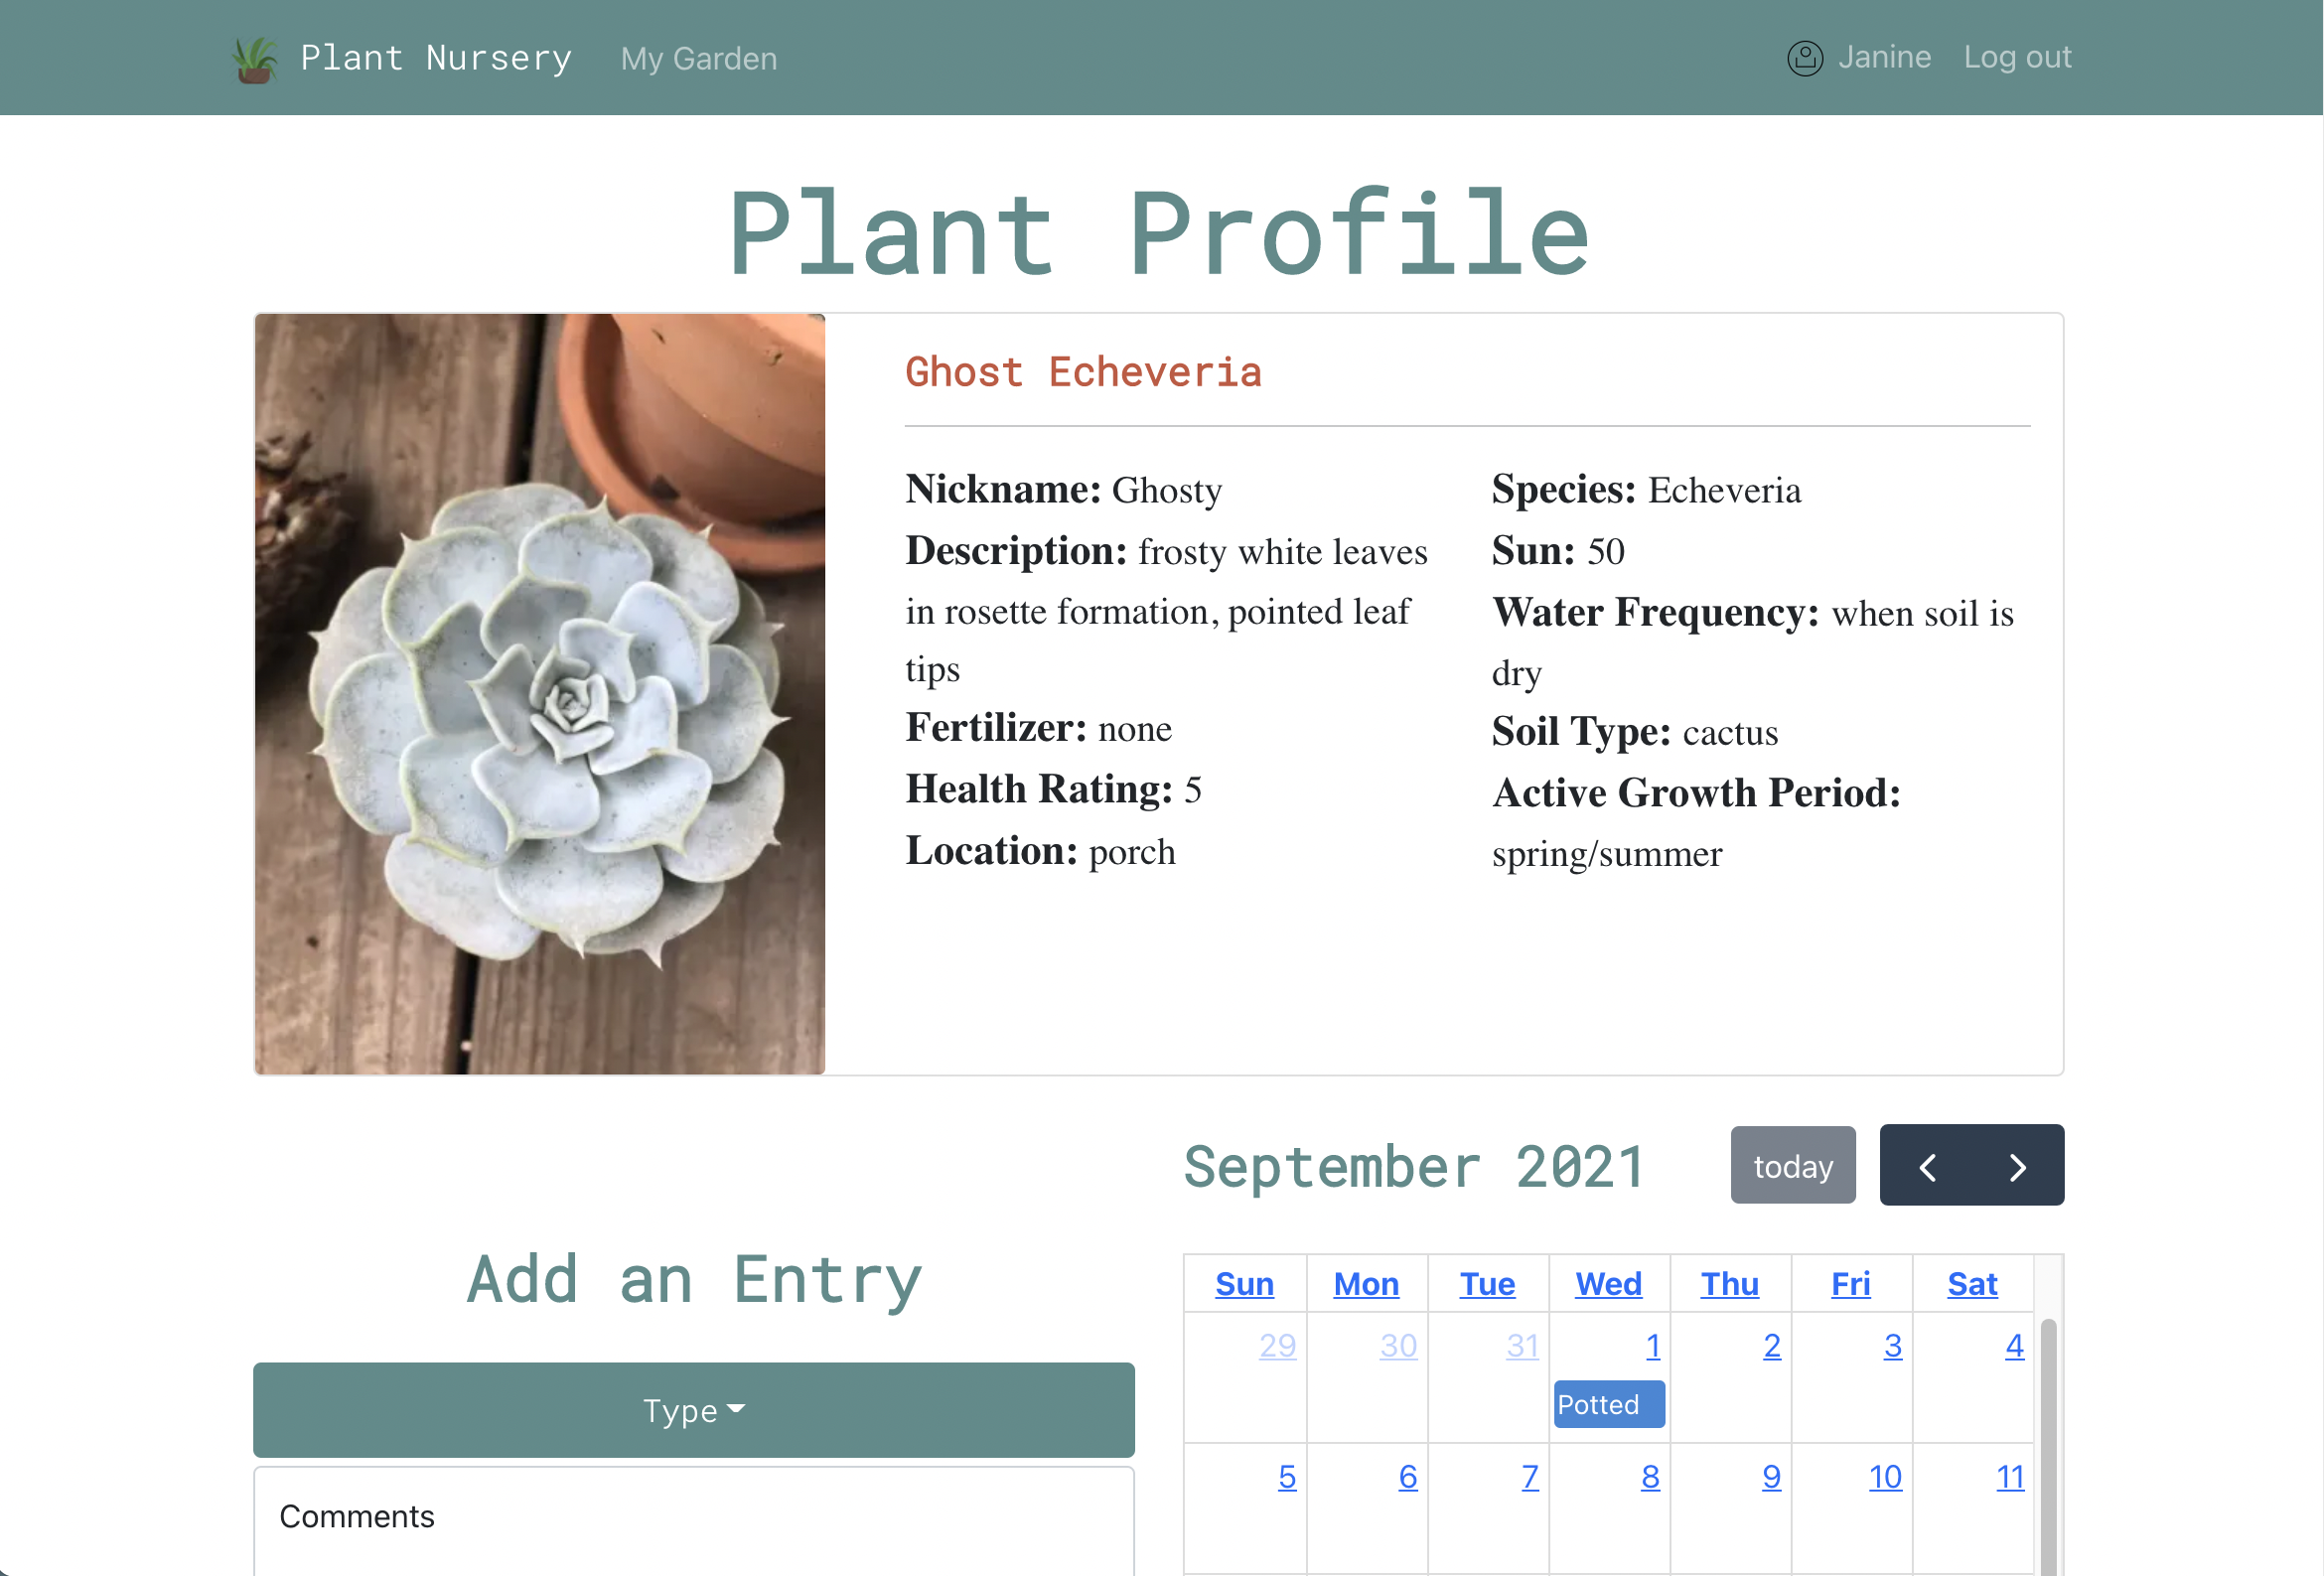 Plant Nursery
My Garden
Janine
Log out
Plant Profile
Ghost Echeveria
Nickname: Ghosty
Description: frosty white leaves
in rosette formation, pointed leaf
tips
Fertilizer: none
Health Rating: 5
Location: porch
Species: Echeveria
Sun: 50
Water Frequency: when soil is
dry
Soil Type: cactus
Active Growth Period:
spring/summer
Add an Entry
Type
Comments
September 2021
today
Sun Mon Tue Wed Thu Fri Sat
29 30 31 1 2 3 4
Potted
5 6 7 8 9 10 11